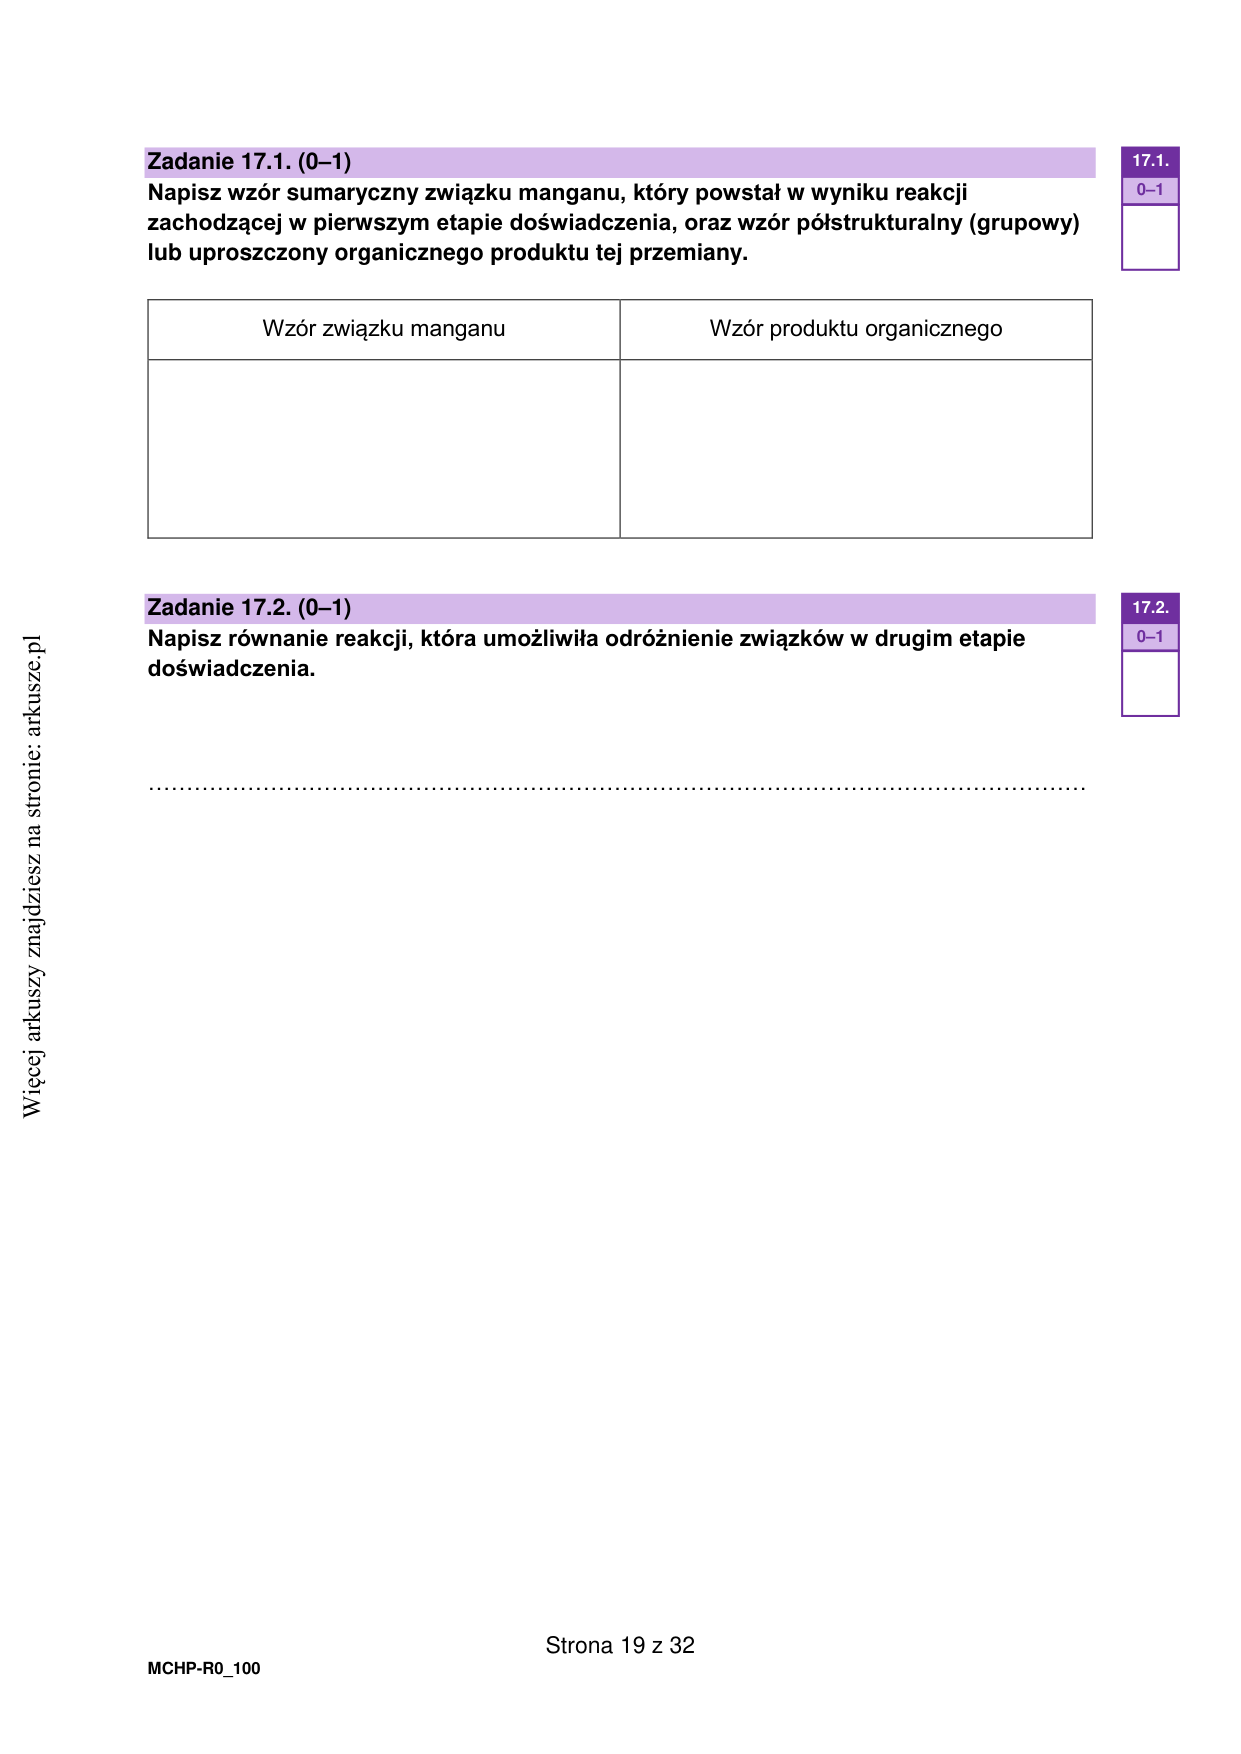 Zadanie 17.1. (0–1)
Napisz wzór sumaryczny związku manganu, który powstał w wyniku reakcji
zachodzącej w pierwszym etapie doświadczenia, oraz wzór półstrukturalny (grupowy)
lub uproszczony organicznego produktu tej przemiany.
17.1.
0–1
Wzór związku manganu
Wzór produktu organicznego
Zadanie 17.2. (0–1)
Napisz równanie reakcji, która umożliwiła odróżnienie związków w drugim etapie
doświadczenia.
17.2.
0–1
Więcej arkuszy znajdziesz na stronie: arkusze.pl
Strona 19 z 32
MCHP-R0_100